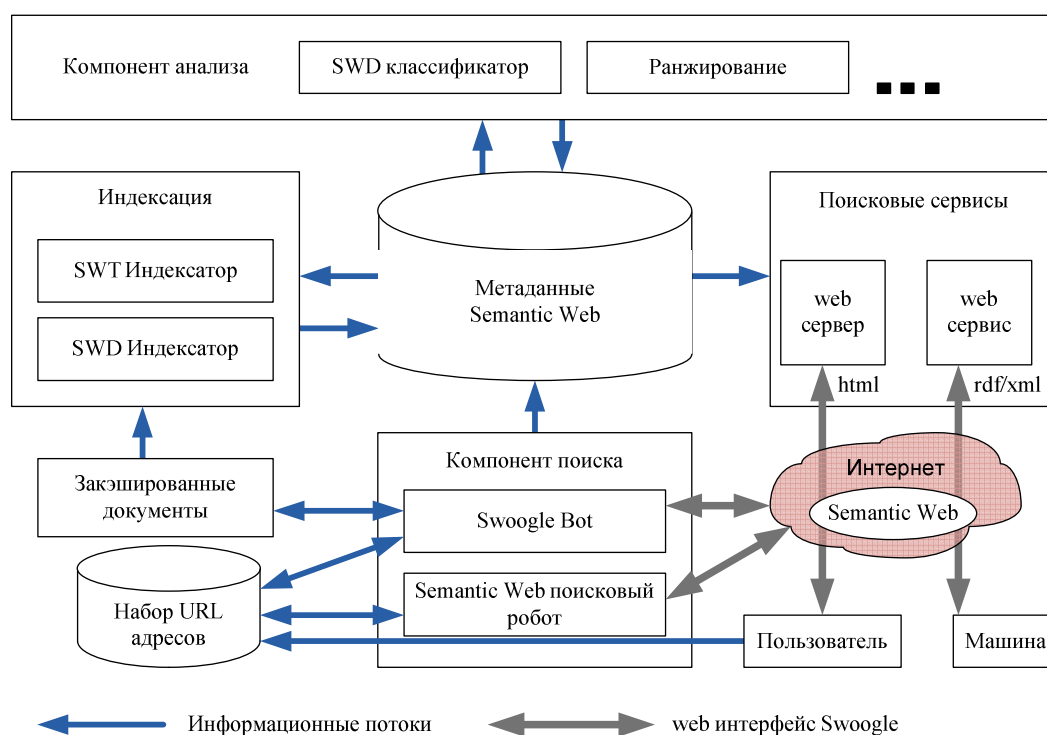 Компонент анализа
SWD классификатор
Ранжирование
Индексация
SWT Индексатор
SWD Индексатор
Метаданные
Semantic Web
Поисковые сервисы
web
сервер
web
сервис
html
rdf/xml
Закэшированные
документы
Компонент поиска
Swoogle Bot
Semantic Web поисковый
робот
Интернет
Semantic Web
Набор URL
адресов
Пользователь
Машина
Информационные потоки
web интерфейс Swoogle